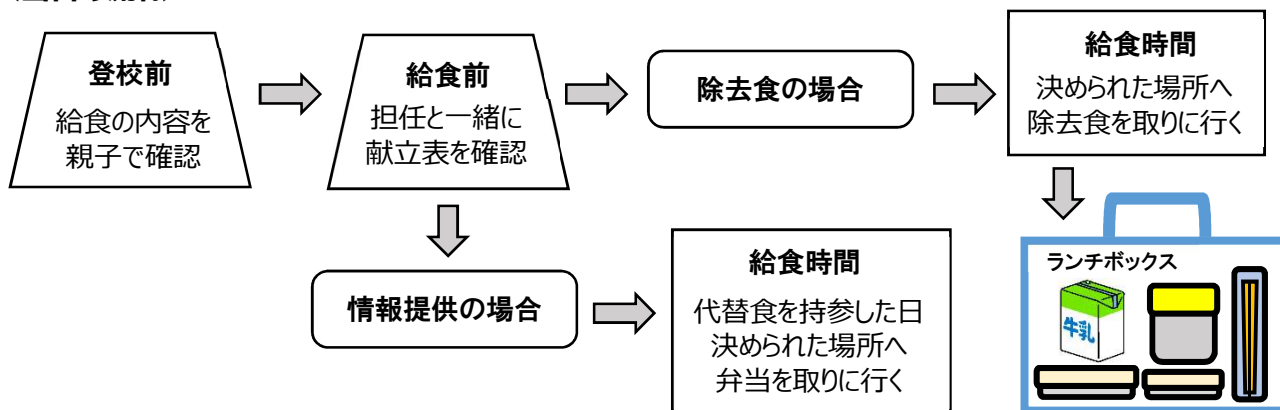 登校前
給食の内容を
親子で確認
給食前
担任と一緒に
献立表を確認
除去食の場合
給食時間
決められた場所へ
除去食を取りに行く
情報提供の場合
給食時間
代替食を持参した日
決められた場所へ
弁当を取りに行く
ランチボックス
牛乳